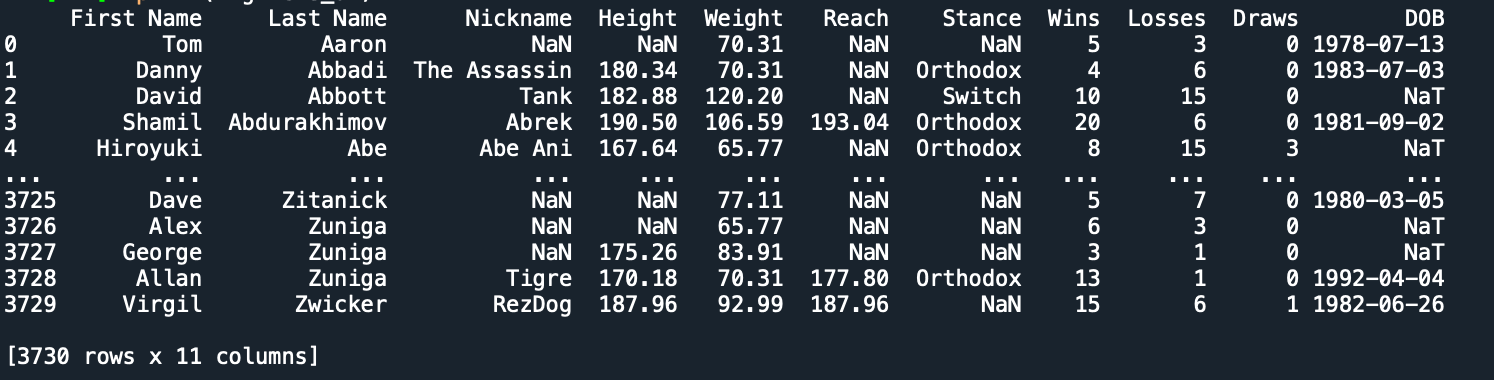 First Name Last Name Nickname Height Weight Reach Stance Wins Losses Draws DOB
0 Tom Aaron NaN NaN 70.31 NaN NaN 5 3 0 1978-07-13
1 Danny Abbadi The Assassin 180.34 70.31 NaN Orthodox 4 6 0 1983-07-03
2 David Abbott Tank 182.88 120.20 NaN Switch 10 15 0 NaT
3 Shamil Abdurakhimov Abrek 190.50 106.59 193.04 Orthodox 20 6 0 1981-09-02
4 Hiroyuki Abe Abe Ani 167.64 65.77 NaN Orthodox 8 15 3 NaT
... ... ... ... ... ... ... ... ... ... ... ...
3725 Dave Zitanick NaN NaN 77.11 NaN NaN 5 7 0 1980-03-05
3726 Alex Zuniga NaN NaN 65.77 NaN NaN 6 3 0 NaT
3727 George Zuniga NaN 175.26 83.91 NaN NaN 3 1 0 NaT
3728 Allan Zuniga Tigre 170.18 70.31 177.80 Orthodox 13 1 0 1992-04-04
3729 Virgil Zwicker RezDog 187.96 92.99 187.96 NaN 15 6 1 1982-06-26
[3730 rows x 11 columns]